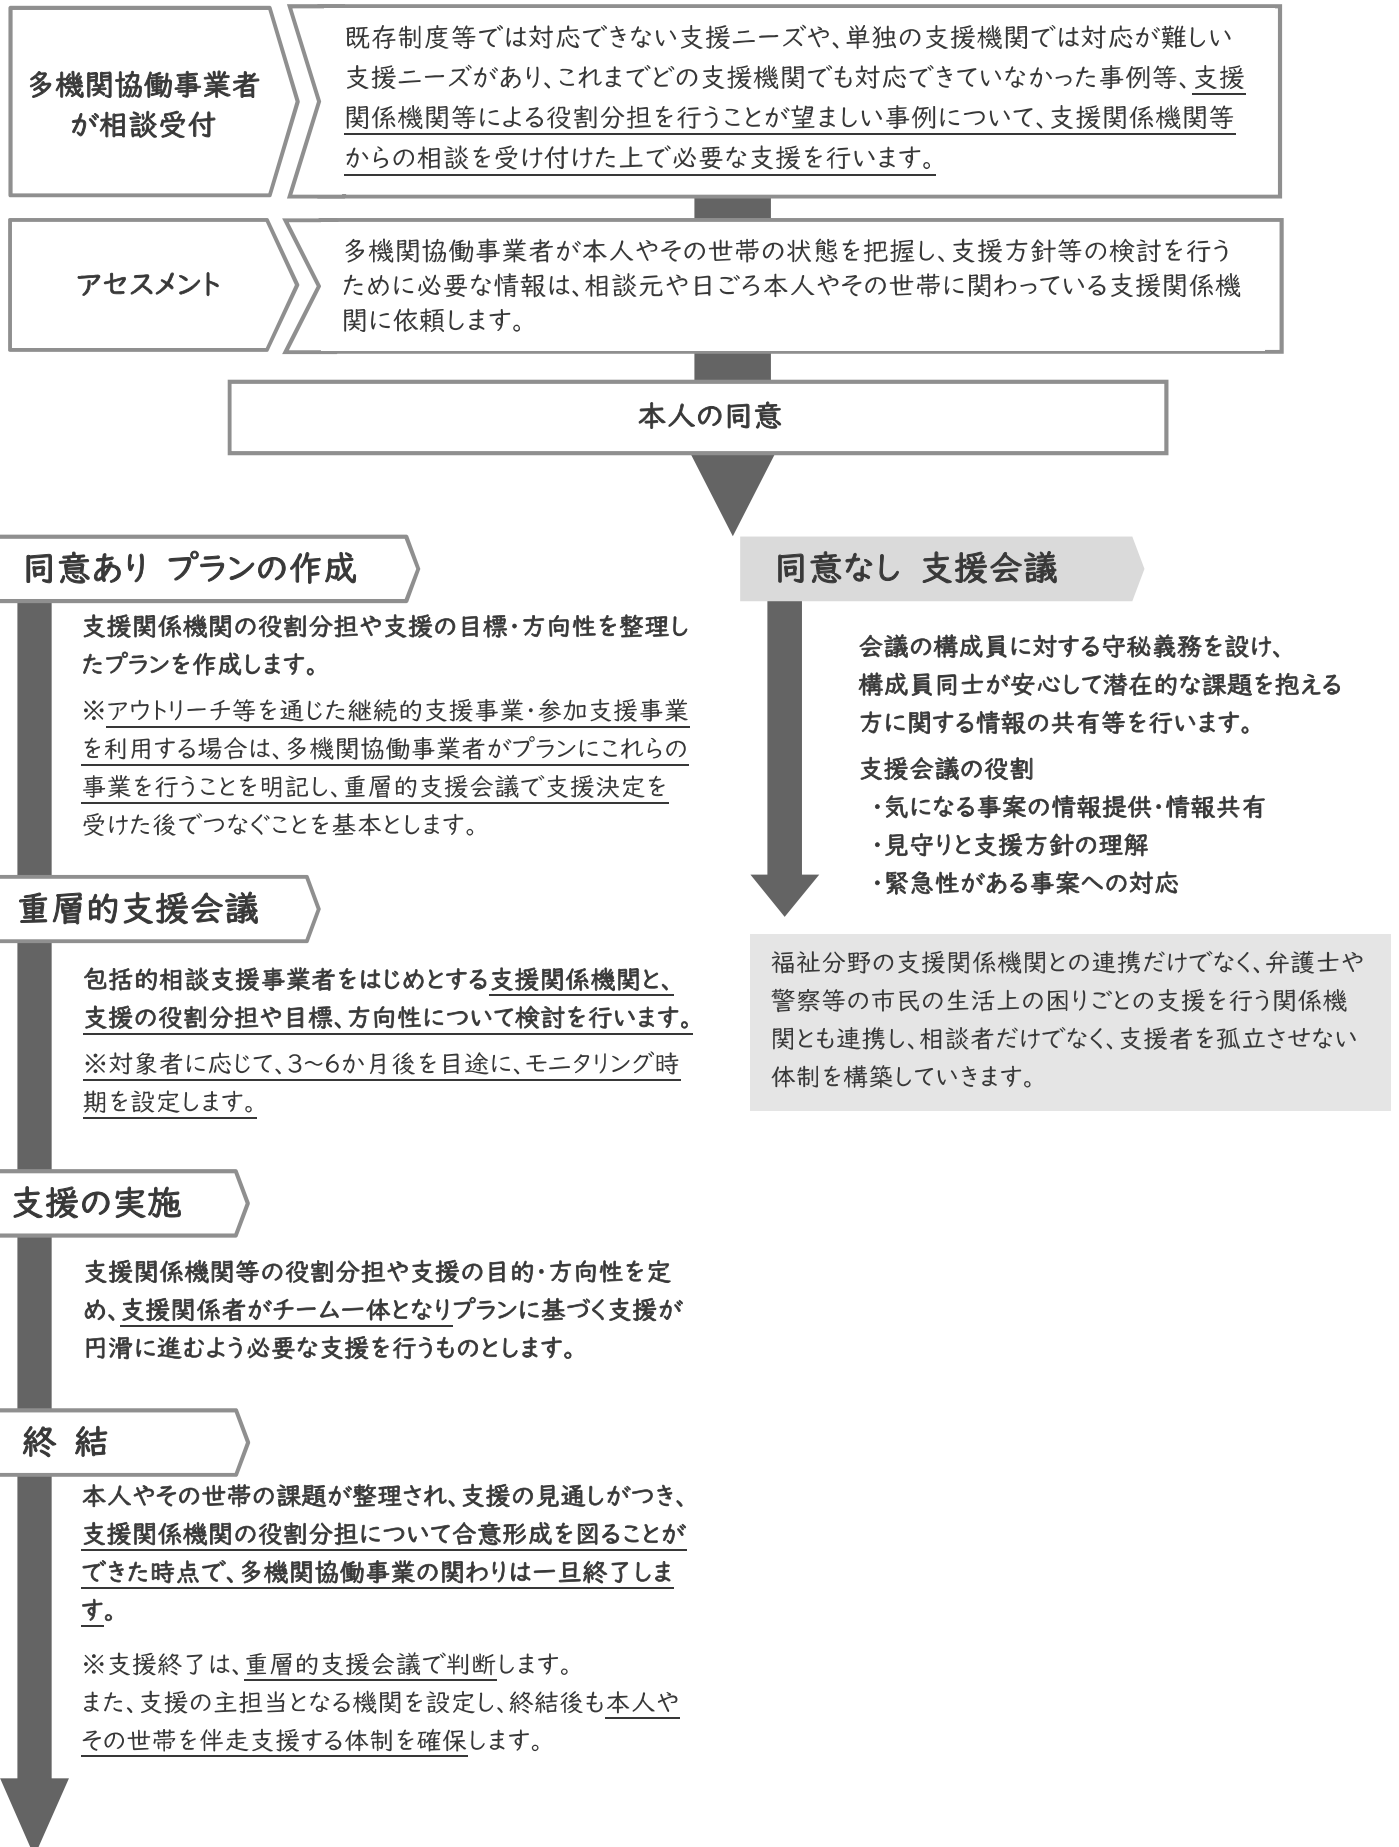 多機関協働事業者
が相談受付
既存制度等では対応できない支援ニーズや、単独の支援機関では対応が難しい
支援ニーズがあり、これまでどの支援機関でも対応できていなかった事例等、支援
関係機関等による役割分担を行うことが望ましい事例について、支援関係機関等
からの相談を受け付けた上で必要な支援を行います。
アセスメント
多機関協働事業者が本人やその世帯の状態を把握し、支援方針等の検討を行う
ために必要な情報は、相談元や日ごろ本人やその世帯に関わっている支援関係機
関に依頼します。
本人の同意
同意あり プランの作成
支援関係機関の役割分担や支援の目標・方向性を整理し
たプランを作成します。
※アウトリーチ等を通じた継続的支援事業・参加支援事業
を利用する場合は、多機関協働事業者がプランにこれらの
事業を行うことを明記し、重層的支援会議で支援決定を
受けた後でつなぐことを基本とします。
重層的支援会議
包括的相談支援事業者をはじめとする支援関係機関と、
支援の役割分担や目標、方向性について検討を行います。
※対象者に応じて、3～6か月後を目途に、モニタリング時
期を設定します。
支援の実施
支援関係機関等の役割分担や支援の目的・方向性を定
め、支援関係者がチーム一体となりプランに基づく支援が
円滑に進むよう必要な支援を行うものとします。
終 結
本人やその世帯の課題が整理され、支援の見通しがつき、
支援関係機関の役割分担について合意形成を図ることが
できた時点で、多機関協働事業の関わりは一旦終了しま
す。
※支援終了は、重層的支援会議で判断します。
また、支援の主担当となる機関を設定し、終結後も本人や
その世帯を伴走支援する体制を確保します。
同意なし 支援会議
会議の構成員に対する守秘義務を設け、
構成員同士が安心して潜在的な課題を抱える
方に関する情報の共有等を行います。
支援会議の役割
・気になる事案の情報提供・情報共有
・見守りと支援方針の理解
・緊急性がある事案への対応
福祉分野の支援関係機関との連携だけでなく、弁護士や
警察等の市民の生活上の困りごとの支援を行う関係機
関とも連携し、相談者だけでなく、支援者を孤立させない
体制を構築していきます。